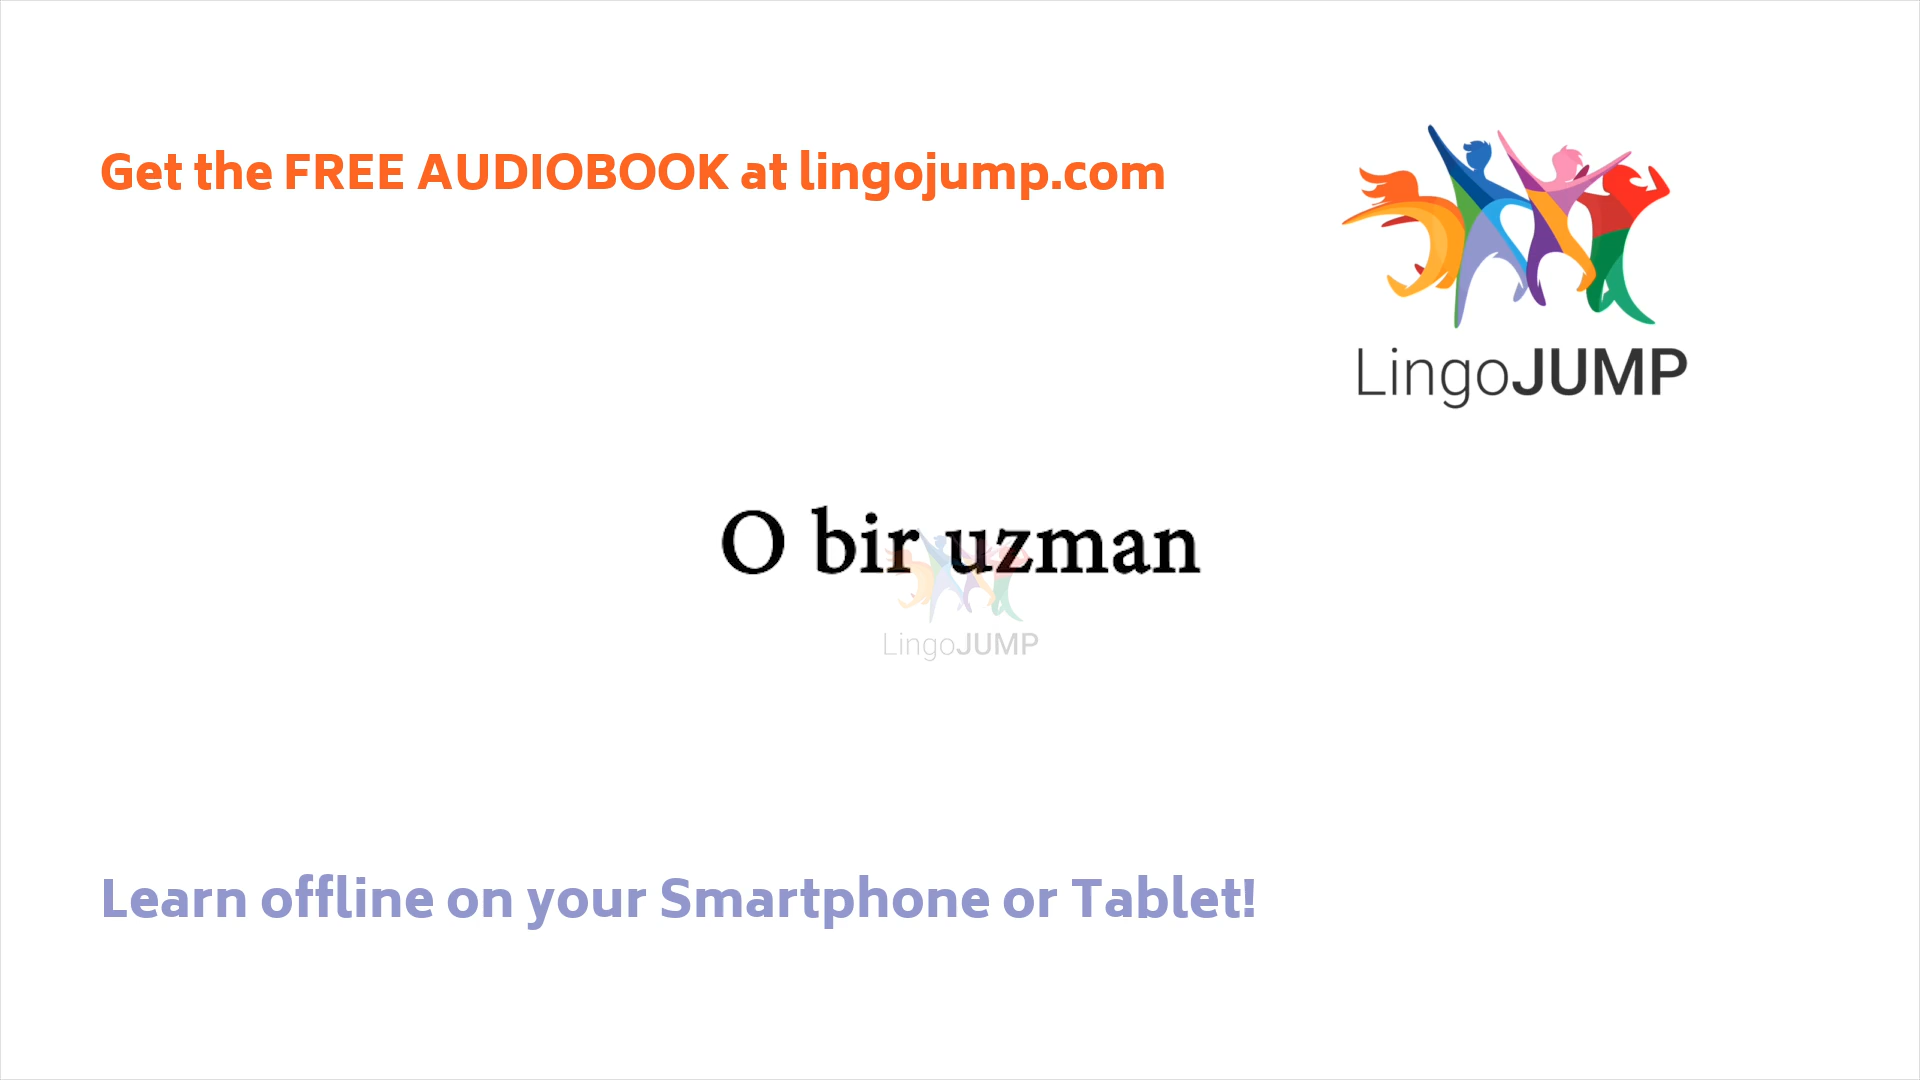 Get the FREE AUDIOBOOK at lingojump.com
LingoJUMP
O bir uzman
LingoJUMP
Learn offline on your Smartphone or Tablet!